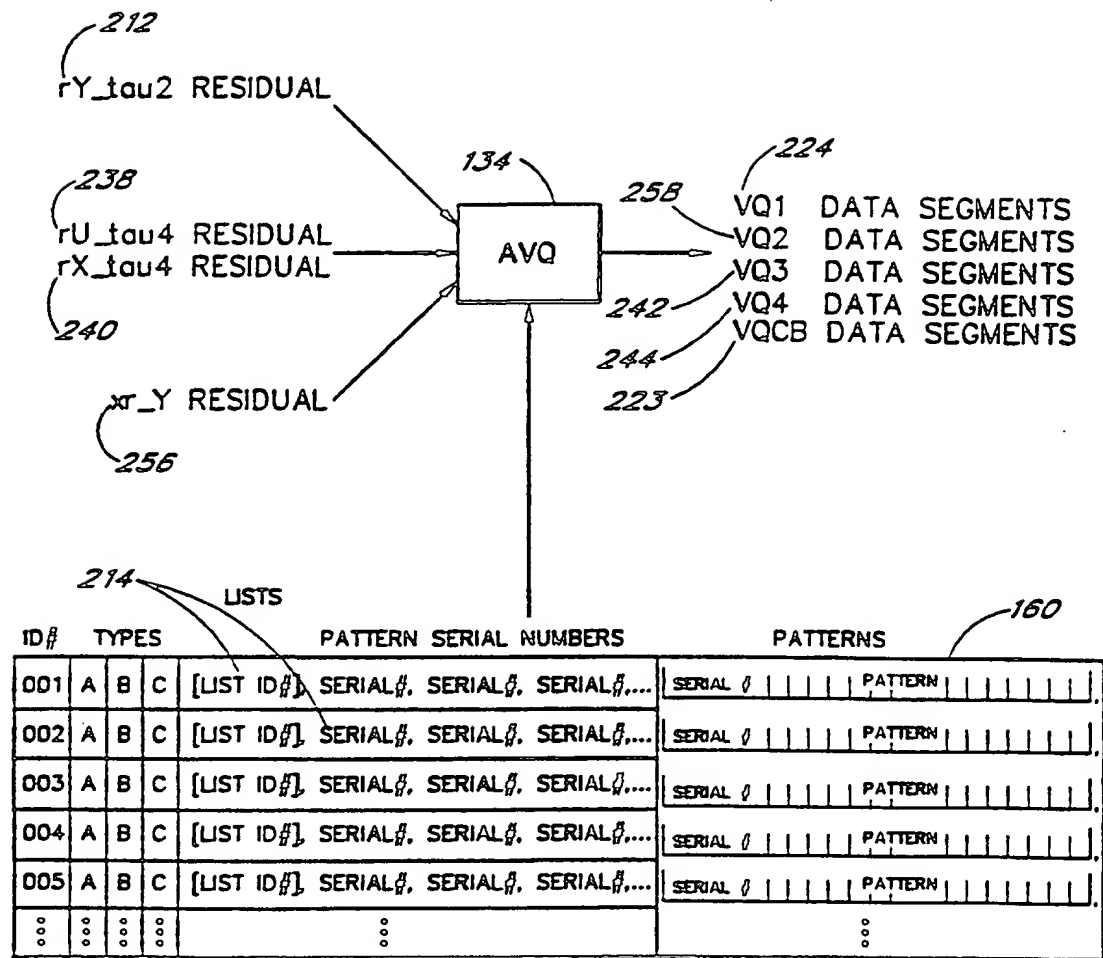 212
rY_tau2 RESIDUAL
238
rU_tau4 RESIDUAL
rX_tau4 RESIDUAL
240
xr_Y RESIDUAL
256
134
AVQ
224
258
VQ1 DATA SEGMENTS
VQ2 DATA SEGMENTS
VQ3 DATA SEGMENTS
242
VQ4 DATA SEGMENTS
244
VQCB DATA SEGMENTS
223
214
LISTS
160
ID# TYPES PATTERN SERIAL NUMBERS PATTERNS
001 A B C [LIST ID#], SERIAL#, SERIAL#, SERIAL#,... SERIAL # PATTERN
002 A B C [LIST ID#], SERIAL#, SERIAL#, SERIAL#,... SERIAL # PATTERN
003 A B C [LIST ID#], SERIAL#, SERIAL#, SERIAL#,... SERIAL # PATTERN
004 A B C [LIST ID#], SERIAL#, SERIAL#, SERIAL#,... SERIAL # PATTERN
005 A B C [LIST ID#], SERIAL#, SERIAL#, SERIAL#,... SERIAL # PATTERN